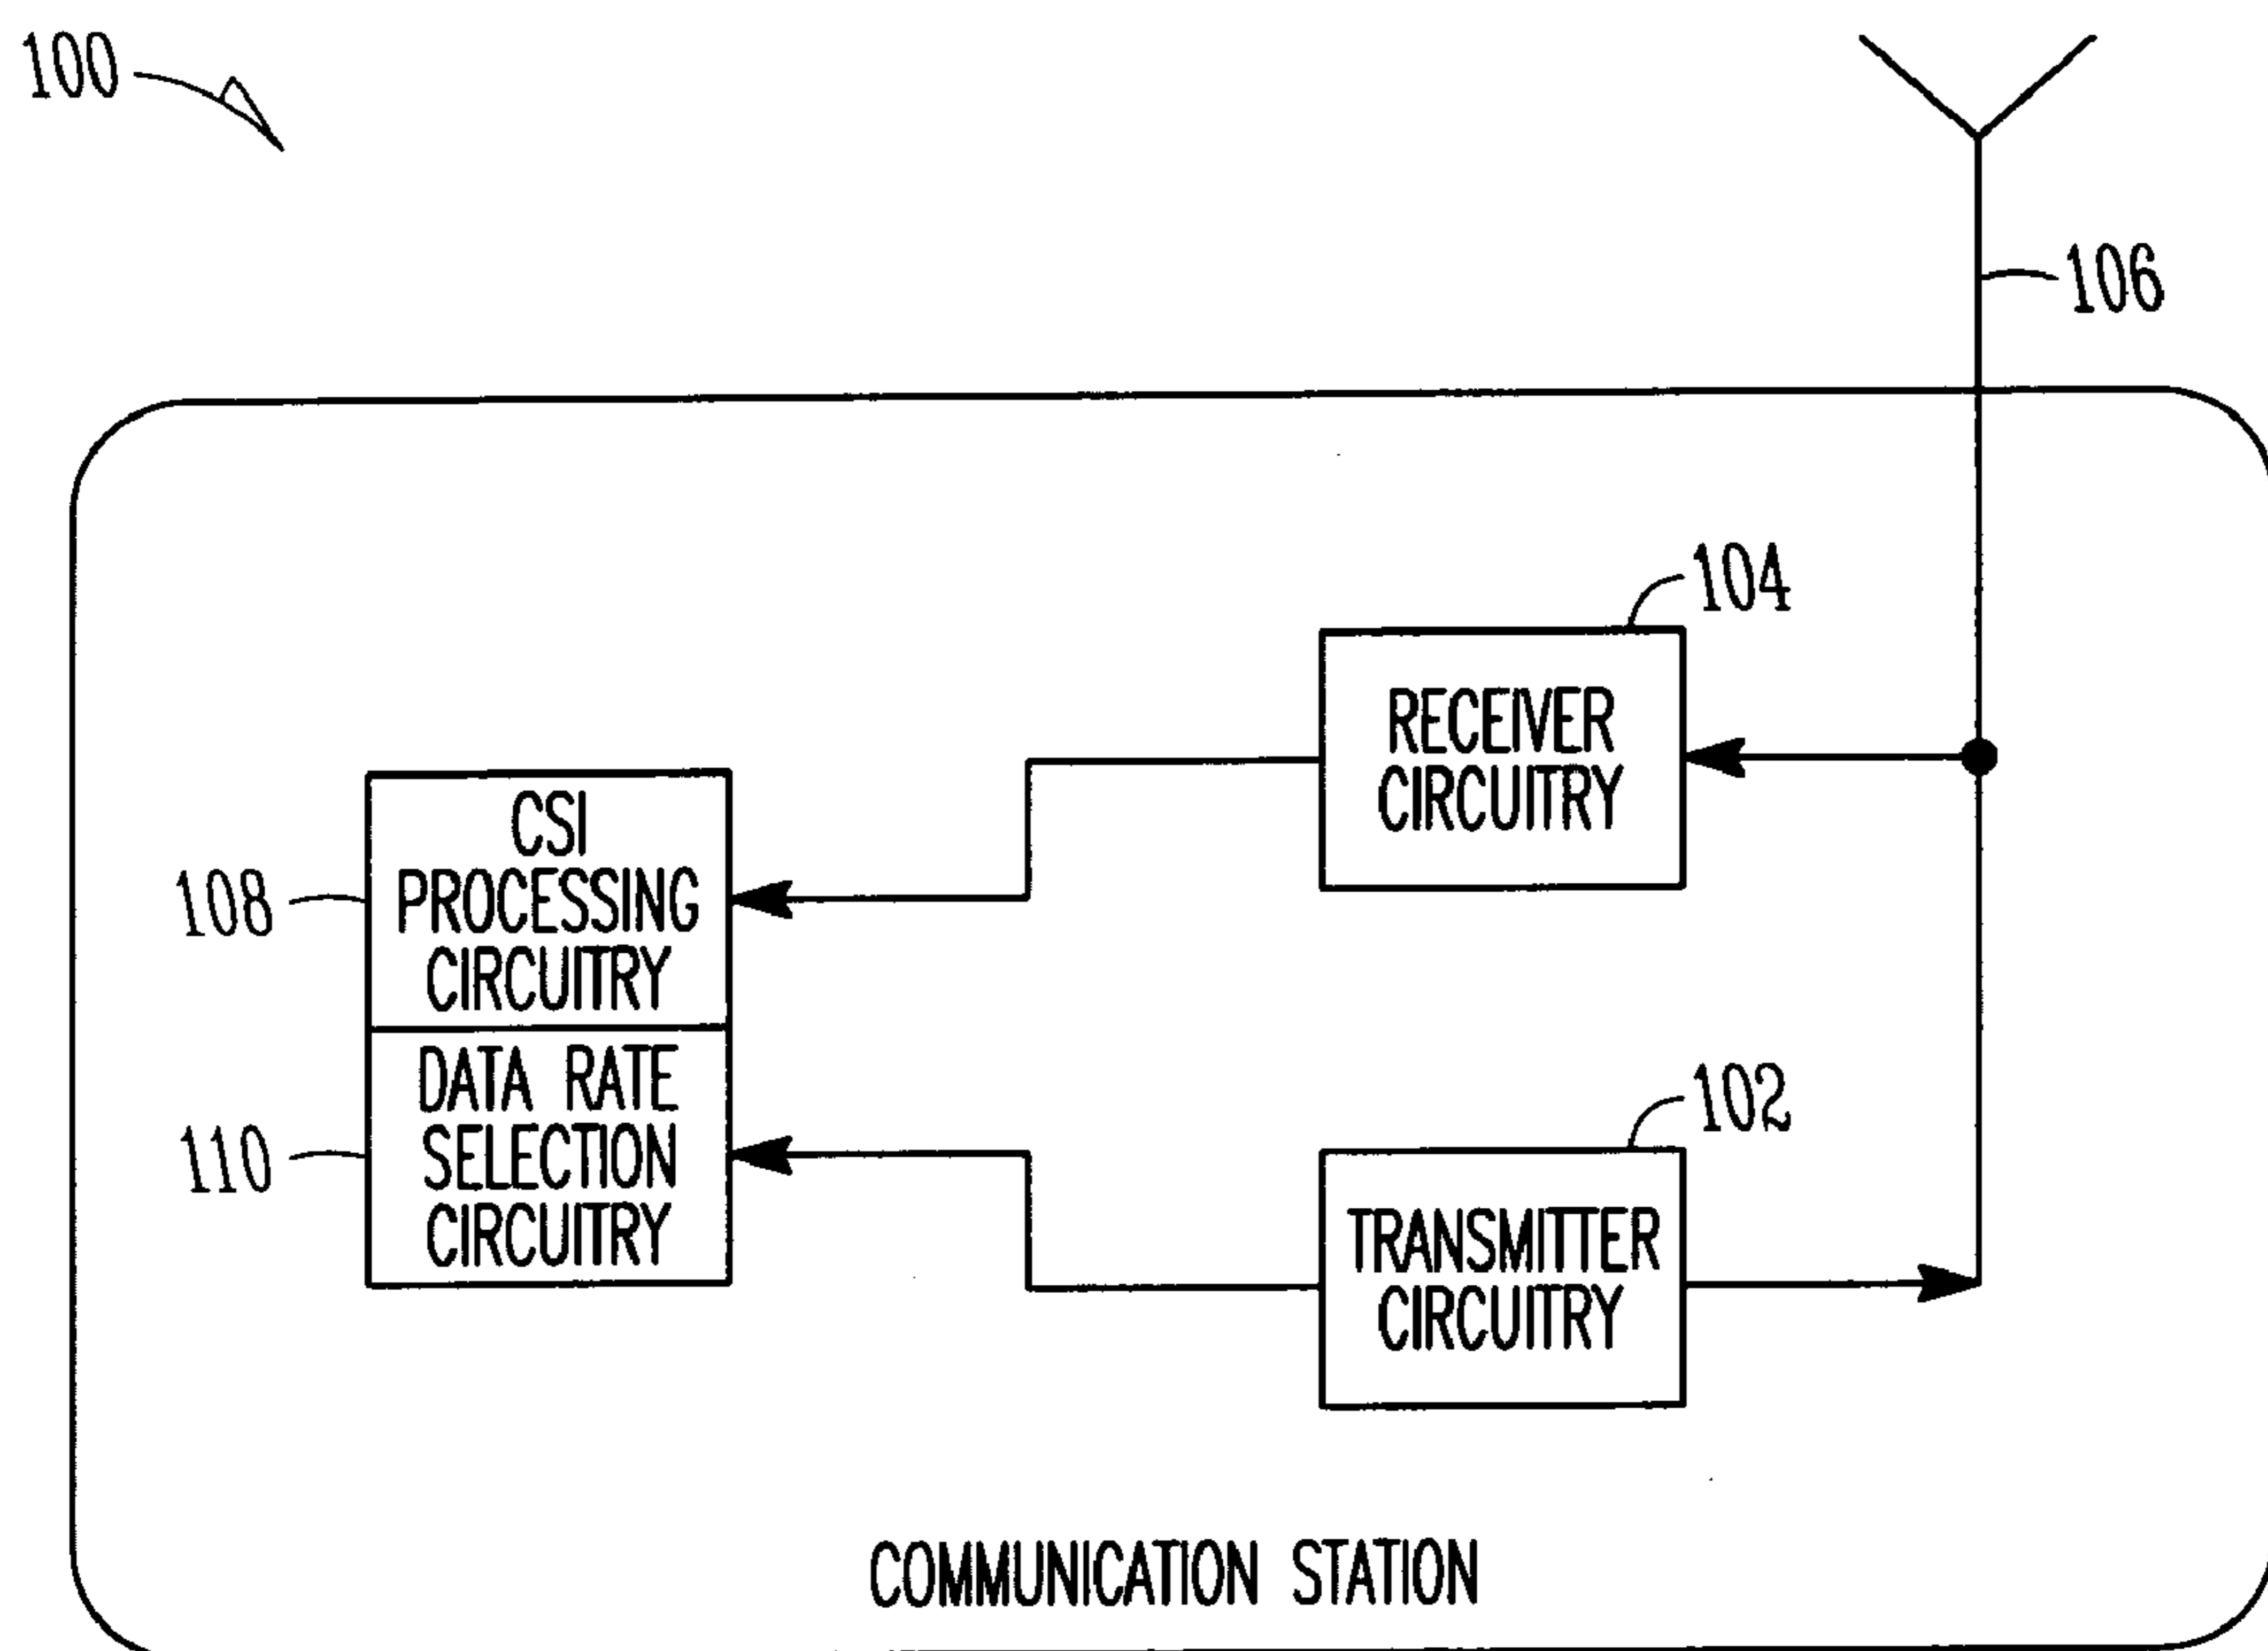 100
106
104
RECEIVER
CIRCUITRY
CSI
PROCESSING
CIRCUITRY
108
DATA RATE
SELECTION
CIRCUITRY
110
102
TRANSMITTER
CIRCUITRY
COMMUNICATION STATION